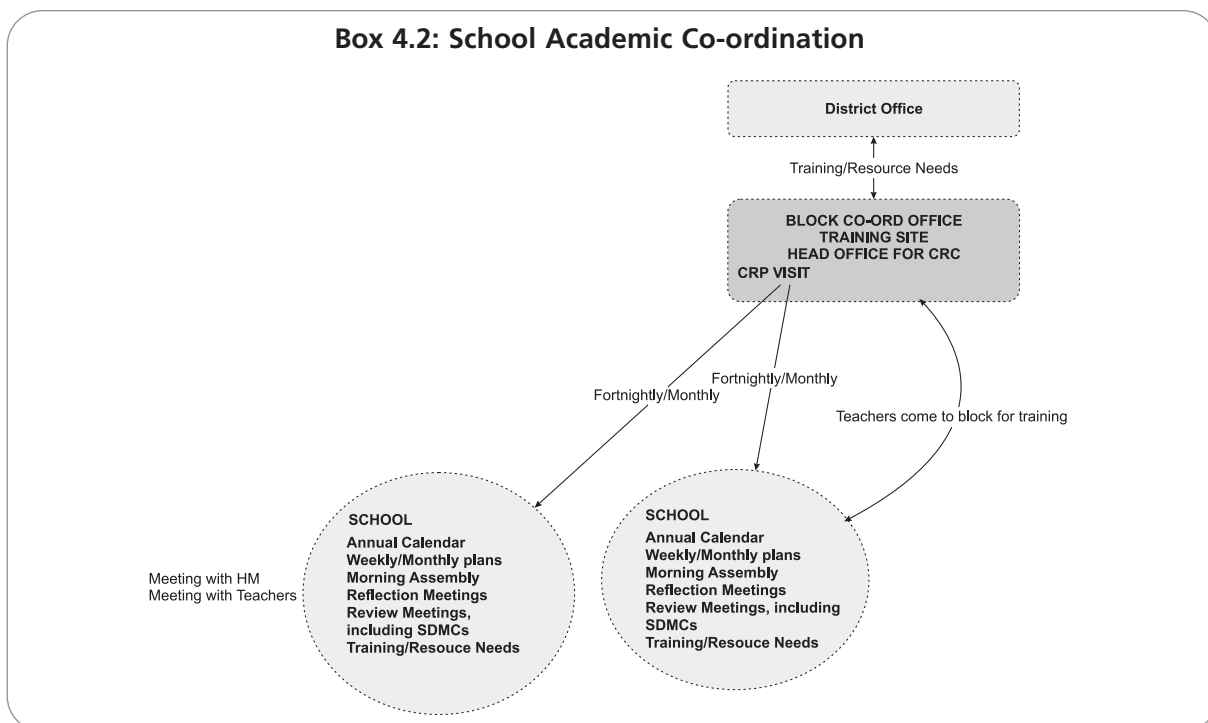 Box 4.2: School Academic Co-ordination
District Office
Training/Resource Needs
BLOCK CO-ORD OFFICE
TRAINING SITE
HEAD OFFICE FOR CRC
CRP VISIT
Fortnightly/Monthly
Fortnightly/Monthly
Teachers come to block for training
Meeting with HM
Meeting with Teachers
SCHOOL
Annual Calendar
Weekly/Monthly plans
Morning Assembly
Reflection Meetings
Review Meetings,
including SDMCs
Training/Resouce Needs
SCHOOL
Annual Calendar
Weekly/Monthly plans
Morning Assembly
Reflection Meetings
Review Meetings, including
SDMCs
Training/Resouce Needs